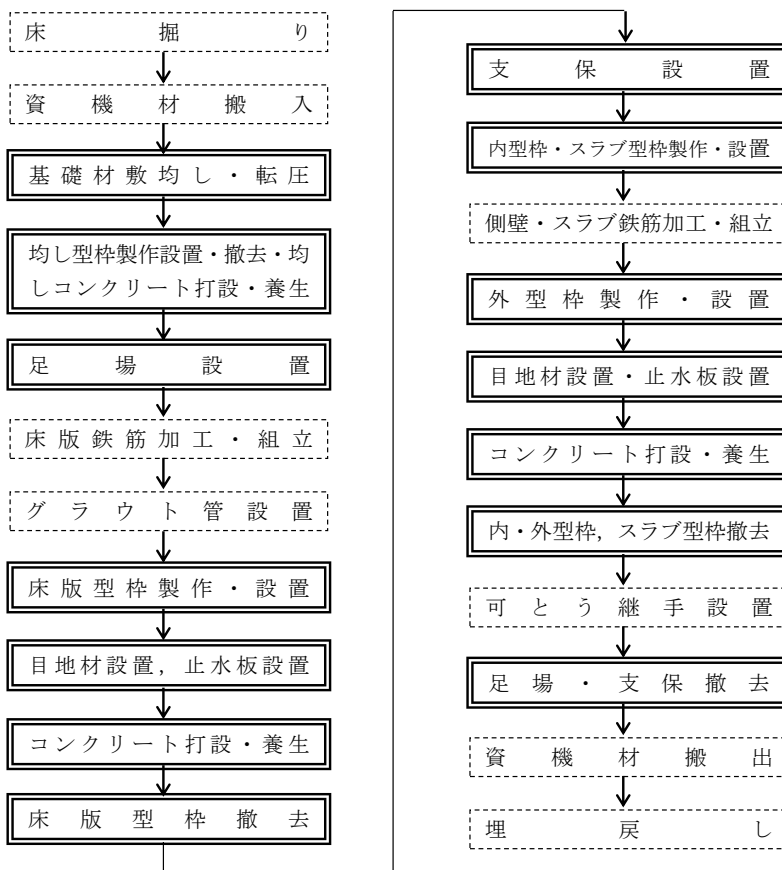 床掘り
資機材搬入
基礎材敷均し・転圧
均し型枠製作設置・撤去・均
しコンクリート打設・養生
足場設置
床版鉄筋加工・組立
グラウト管設置
床版型枠製作・設置
目地材設置，止水板設置
コンクリート打設・養生
床版型枠撤去
支保設置
内型枠・スラブ型枠製作・設置
側壁・スラブ鉄筋加工・組立
外型枠製作・設置
目地材設置・止水板設置
コンクリート打設・養生
内・外型枠，スラブ型枠撤去
可とう継手設置
足場・支保撤去
資機材搬出
埋戻し